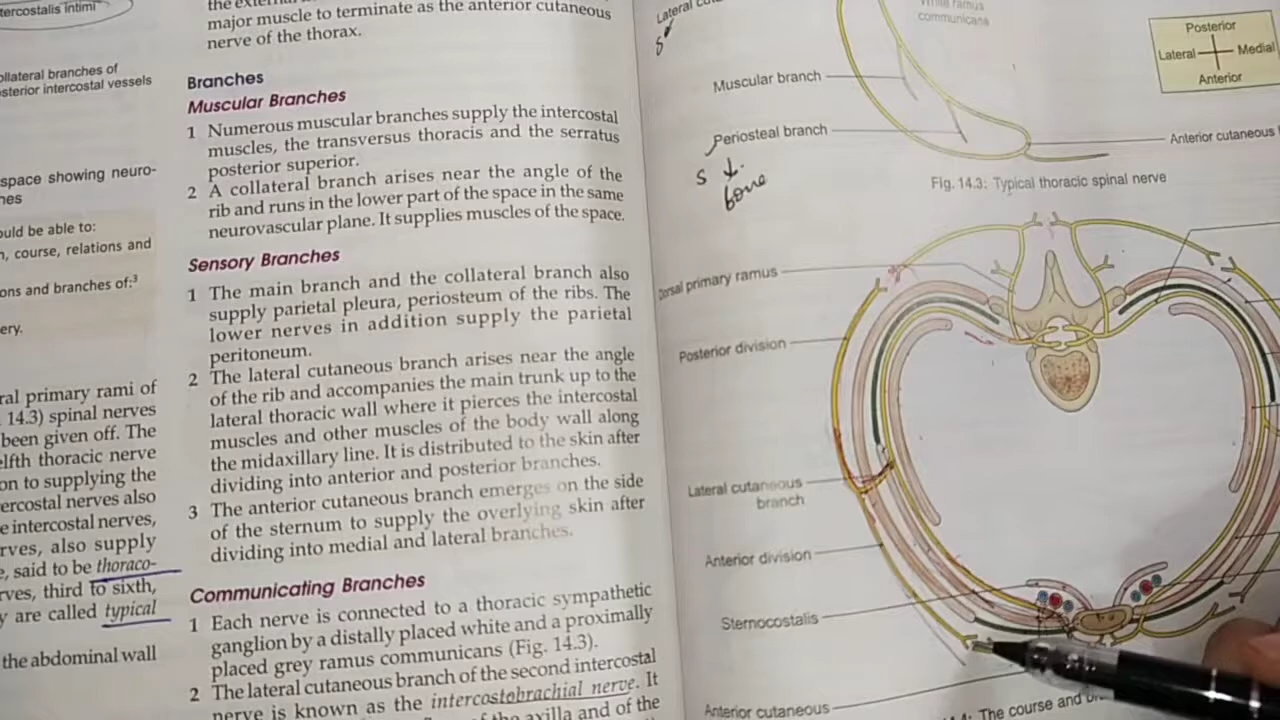 tercostalis intimi
ollateral branches of
sterior intercostal vessels
space showing neuro-
nes
ould be able to:
n, course, relations and
ons and branches of:³
ery.
ral primary rami of
14.3) spinal nerves
been given off. The
elfth thoracic nerve
on to supplying the
ercostal nerves also
e intercostal nerves,
rves, also supply
e, said to be thoraco-
rves, third to sixth,
y are called typical
the abdominal wall
major muscle to terminate as the anterior cutaneous
nerve of the thorax.
Branches
Muscular Branches
1 Numerous muscular branches supply the intercostal
muscles, the transversus thoracis and the serratus
posterior superior.
2 A collateral branch arises near the angle of the
rib and runs in the lower part of the space in the same
neurovascular plane. It supplies muscles of the space.
Sensory Branches
1 The main branch and the collateral branch also
supply parietal pleura, periosteum of the ribs. The
lower nerves in addition supply the parietal
peritoneum.
2 The lateral cutaneous branch arises near the angle
of the rib and accompanies the main trunk up to the
lateral thoracic wall where it pierces the intercostal
muscles and other muscles of the body wall along
the midaxillary line. It is distributed to the skin after
dividing into anterior and posterior branches.
3 The anterior cutaneous branch emerges on the side
of the sternum to supply the overlying skin after
dividing into medial and lateral branches.
Communicating Branches
1 Each nerve is connected to a thoracic sympathetic
ganglion by a distally placed white and a proximally
placed grey ramus communicans (Fig. 14.3).
2 The lateral cutaneous branch of the second intercostal
nerve is known as the intercostobrachial nerve. It
the axilla and of the
Lateral
s
ramus
communicans
Posterior
Lateral Medial
Anterior
Muscular branch
Periosteal branch
s ↓
bone
Anterior cutaneous
Fig. 14.3: Typical thoracic spinal nerve
orsal primary ramus
Posterior division
Lateral cutaneous
branch
Anterior division
Sternocostalis
Anterior cutaneous
The course and